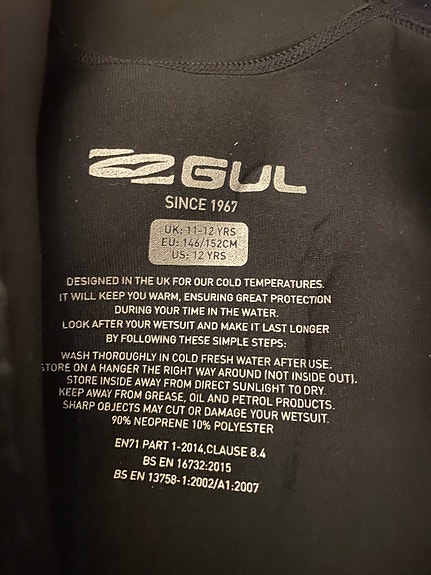 GUL
SINCE 1967
UK: 11-12 YRS
EU: 146/152CM
US: 12 YRS
DESIGNED IN THE UK FOR OUR COLD TEMPERATURES.
IT WILL KEEP YOU WARM, ENSURING GREAT PROTECTION
DURING YOUR TIME IN THE WATER.
LOOK AFTER YOUR WETSUIT AND MAKE IT LAST LONGER
BY FOLLOWING THESE SIMPLE STEPS:
WASH THOROUGHLY IN COLD FRESH WATER AFTER USE.
STORE ON A HANGER THE RIGHT WAY AROUND (NOT INSIDE OUT).
STORE INSIDE AWAY FROM DIRECT SUNLIGHT TO DRY.
KEEP AWAY FROM GREASE, OIL AND PETROL PRODUCTS.
SHARP OBJECTS MAY CUT OR DAMAGE YOUR WETSUIT.
90% NEOPRENE 10% POLYESTER
EN71 PART 1-2014,CLAUSE 8.4
BS EN 16732:2015
BS EN 13758-1:2002/A1:2007